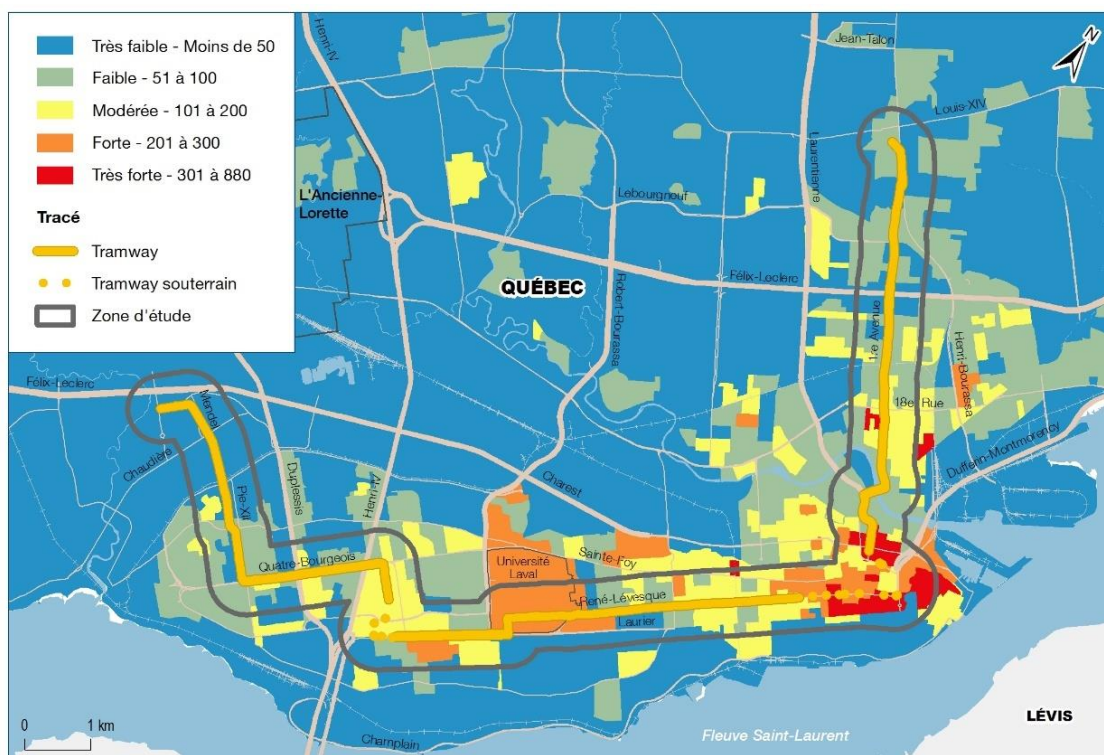 Très faible - Moins de 50
Faible - 51 à 100
Modérée - 101 à 200
Forte - 201 à 300
Très forte - 301 à 880
Tracé
Tramway
Tramway souterrain
Zone d'étude
Henri-IV
Jean-Talon
N
Louis-XIV
Laurentienne
L'Ancienne-
Lorette
Lebourgneuf
QUÉBEC
Félix-Leclerc
Robert-Bourassa
1re Avenue
Henri-Bourassa
Félix-Leclerc
Mendel
18e Rue
Dufferin-Montmorency
Chaudière
Pie-XII
Duplessis
Henri-IV
Charest
Quatre-Bourgeois
Université
Laval
Sainte-Foy
René-Lévesque
Laurier
0 1 km
Champlain
Fleuve Saint-Laurent
LÉVIS